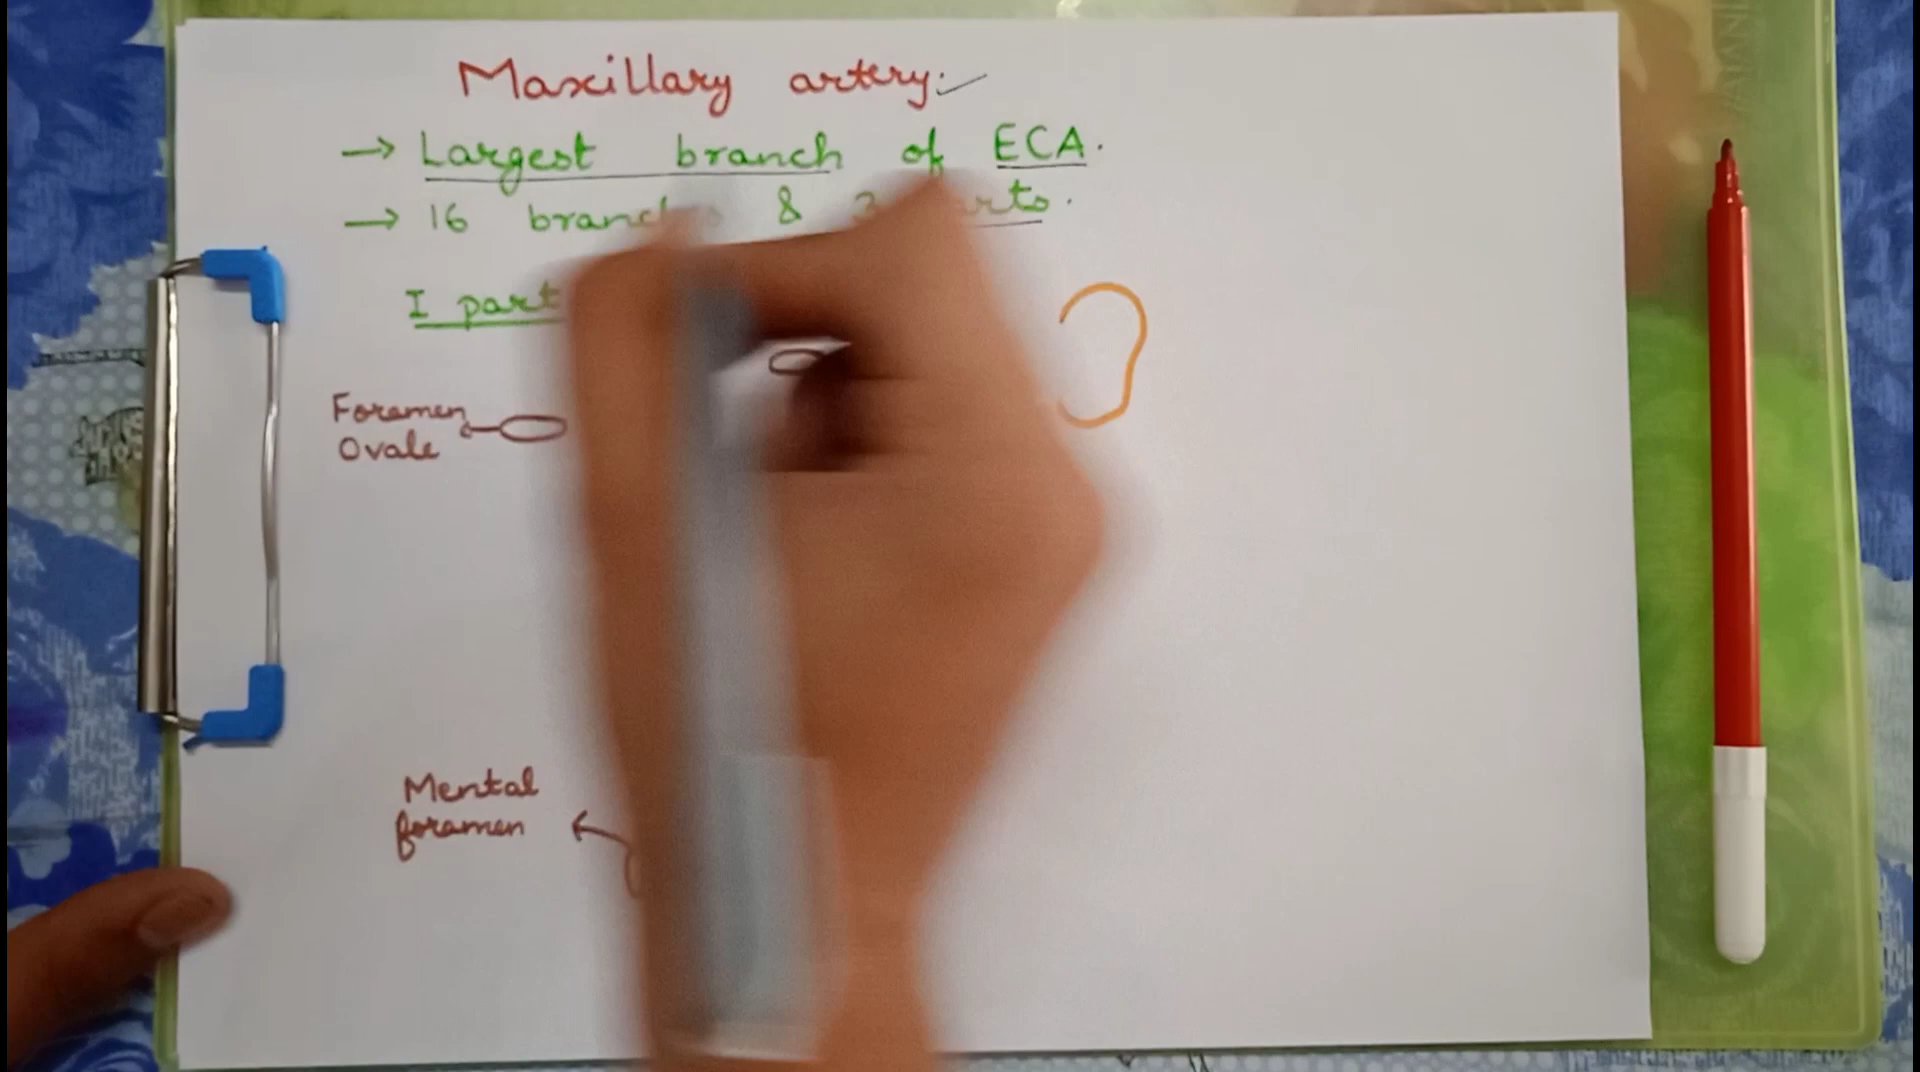 Maxillary artery.
→ Largest branch of ECA.
→ 16 &
I part
Foramen
Ovale
Mental
foramen